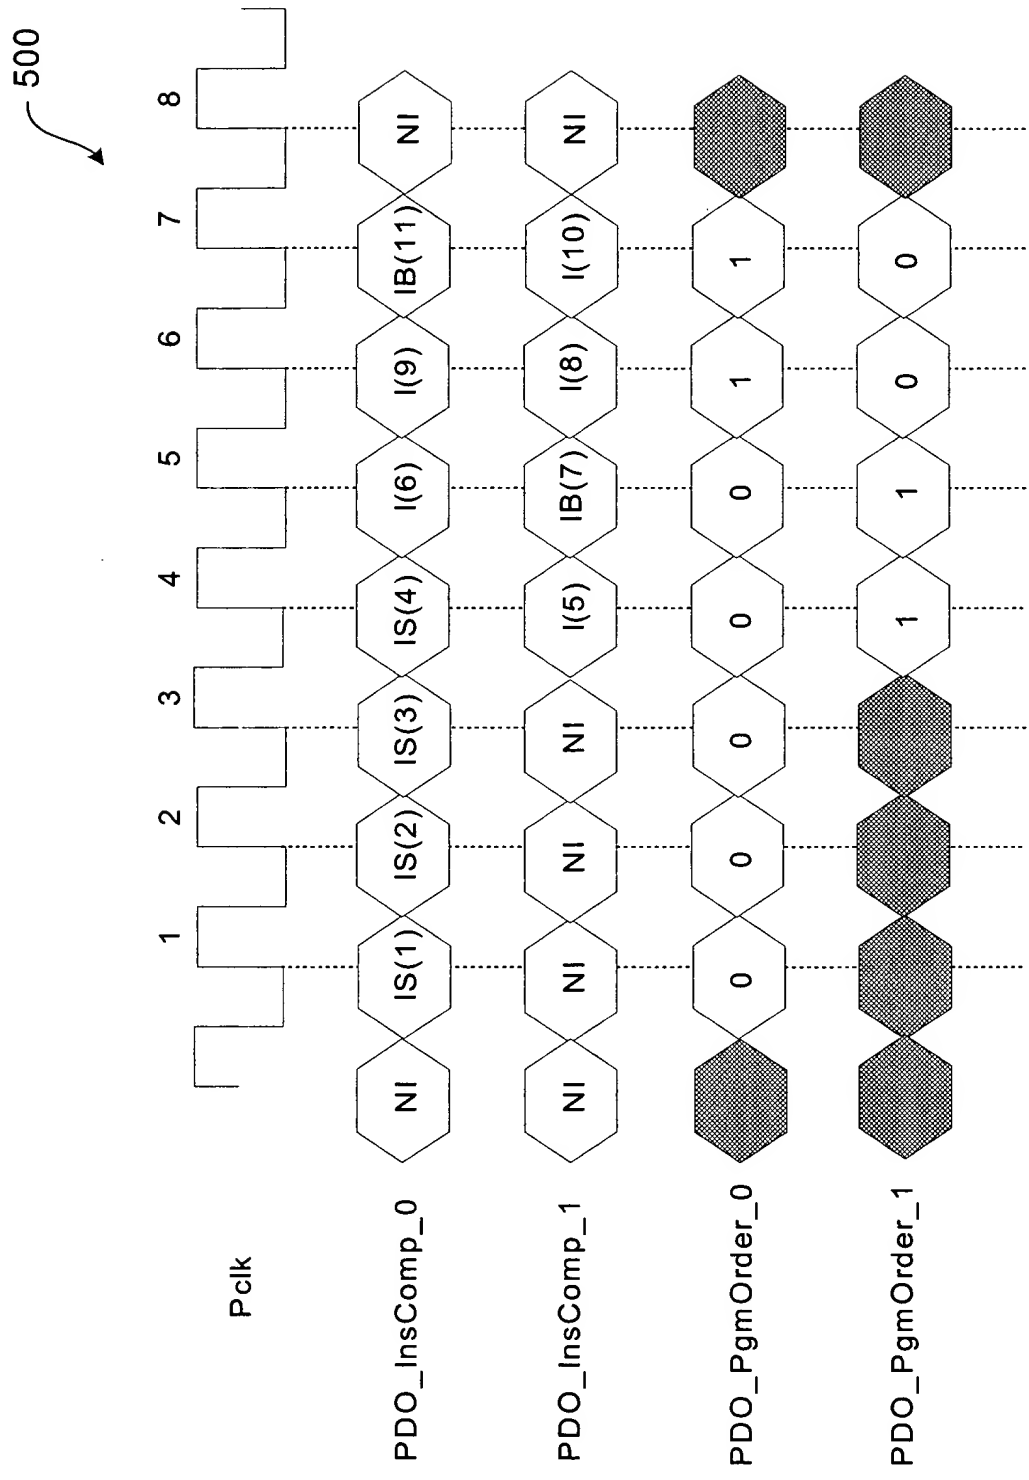 500
Pclk 1 2 3 4 5 6 7 8
PDO_InsComp_0 NI IS(1) IS(2) IS(3) IS(4) I(6) I(9) IB(11) NI
PDO_InsComp_1 NI NI NI NI I(5) IB(7) I(8) I(10) NI
PDO_PgmOrder_0 0 0 0 0 0 1 1
PDO_PgmOrder_1 1 1 0 0